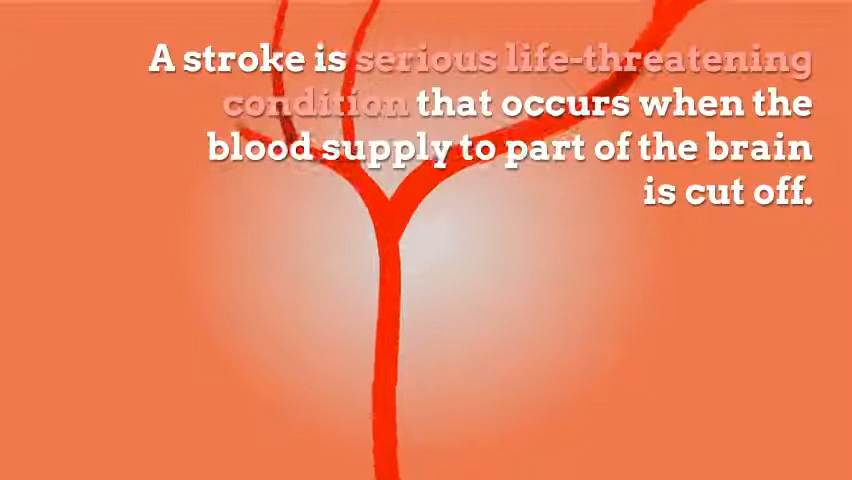 A stroke is serious life-threatening
condition that occurs when the
blood supply to part of the brain
is cut off.